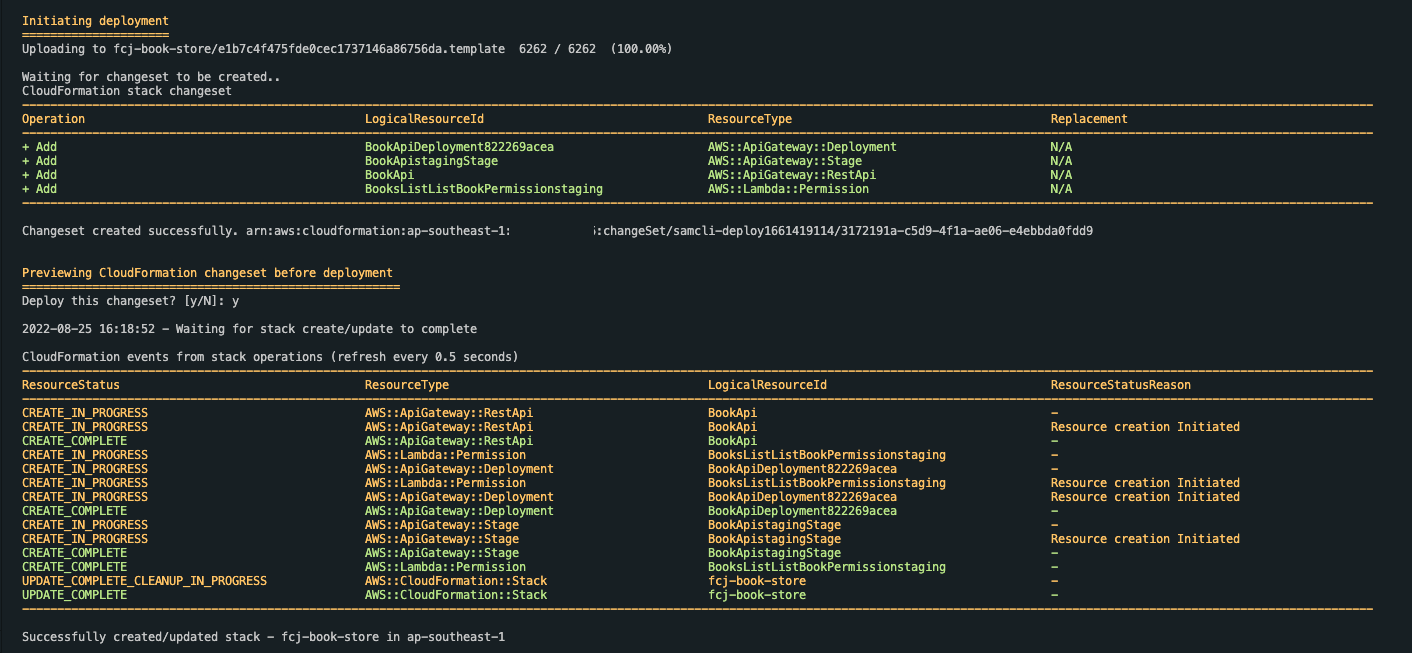 Initiating deployment
=====================
Uploading to fcj-book-store/e1b7c4f475fde0cec1737146a86756da.template  6262 / 6262  (100.00%)
Waiting for changeset to be created..
CloudFormation stack changeset
Operation LogicalResourceId ResourceType Replacement
+ Add BookApiDeployment822269acea AWS::ApiGateway::Deployment N/A
+ Add BookApistagingStage AWS::ApiGateway::Stage N/A
+ Add BookApi AWS::ApiGateway::RestApi N/A
+ Add BooksListListBookPermissionstaging AWS::Lambda::Permission N/A
Changeset created successfully. arn:aws:cloudformation:ap-southeast-1: :changeSet/samcli-deploy1661419114/3172191a-c5d9-4f1a-ae06-e4ebbda0fdd9
Previewing CloudFormation changeset before deployment
======================================================
Deploy this changeset? [y/N]: y
2022-08-25 16:18:52 - Waiting for stack create/update to complete
CloudFormation events from stack operations (refresh every 0.5 seconds)
ResourceStatus ResourceType LogicalResourceId ResourceStatusReason
CREATE_IN_PROGRESS AWS::ApiGateway::RestApi BookApi -
CREATE_IN_PROGRESS AWS::ApiGateway::RestApi BookApi Resource creation Initiated
CREATE_COMPLETE AWS::ApiGateway::RestApi BookApi -
CREATE_IN_PROGRESS AWS::Lambda::Permission BooksListListBookPermissionstaging -
CREATE_IN_PROGRESS AWS::ApiGateway::Deployment BookApiDeployment822269acea -
CREATE_IN_PROGRESS AWS::Lambda::Permission BooksListListBookPermissionstaging Resource creation Initiated
CREATE_IN_PROGRESS AWS::ApiGateway::Deployment BookApiDeployment822269acea Resource creation Initiated
CREATE_COMPLETE AWS::ApiGateway::Deployment BookApiDeployment822269acea -
CREATE_IN_PROGRESS AWS::ApiGateway::Stage BookApistagingStage -
CREATE_IN_PROGRESS AWS::ApiGateway::Stage BookApistagingStage Resource creation Initiated
CREATE_COMPLETE AWS::ApiGateway::Stage BookApistagingStage -
CREATE_COMPLETE AWS::Lambda::Permission BooksListListBookPermissionstaging -
UPDATE_COMPLETE_CLEANUP_IN_PROGRESS AWS::CloudFormation::Stack fcj-book-store -
UPDATE_COMPLETE AWS::CloudFormation::Stack fcj-book-store -
Successfully created/updated stack - fcj-book-store in ap-southeast-1